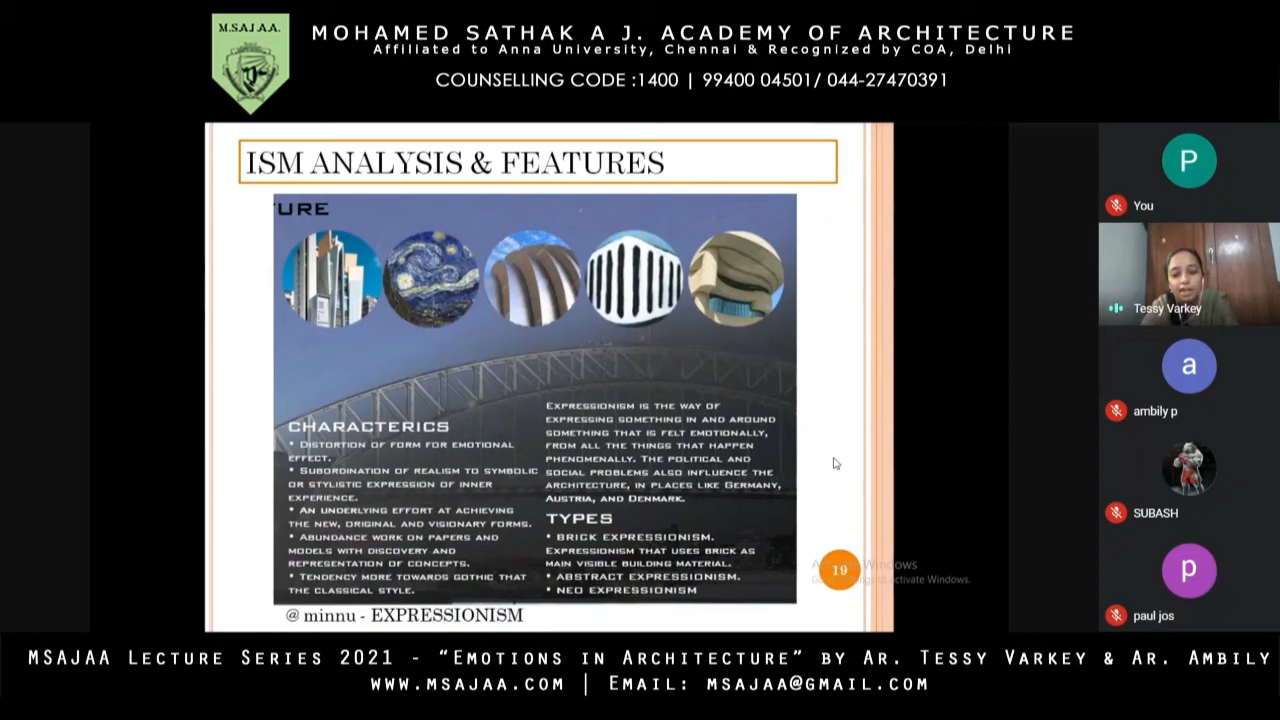 M.SAJ A.A.
MOHAMED SATHAK A J. ACADEMY OF ARCHITECTURE
Affiliated to Anna University, Chennai & Recognized by COA, Delhi
COUNSELLING CODE :1400 | 99400 04501/ 044-27470391
ISM ANALYSIS & FEATURES
TURE
CHARACTERICS
• DISTORTION OF FORM FOR EMOTIONAL
EFFECT.
• SUBORDINATION OF REALISM TO SYMBOLIC
OR STYLISTIC EXPRESSION OF INNER
EXPERIENCE.
• AN UNDERLYING EFFORT AT ACHIEVING
THE NEW, ORIGINAL AND VISIONARY FORMS.
• ABUNDANCE WORK ON PAPERS AND
MODELS WITH DISCOVERY AND
REPRESENTATION OF CONCEPTS.
• TENDENCY MORE TOWARDS GOTHIC THAT
THE CLASSICAL STYLE.
EXPRESSIONISM IS THE WAY OF
EXPRESSING SOMETHING IN AND AROUND
SOMETHING THAT IS FELT EMOTIONALLY,
FROM ALL THE THINGS THAT HAPPEN
PHENOMENALLY. THE POLITICAL AND
SOCIAL PROBLEMS ALSO INFLUENCE THE
ARCHITECTURE, IN PLACES LIKE GERMANY,
AUSTRIA, AND DENMARK.
TYPES
• BRICK EXPRESSIONISM.
EXPRESSIONISM THAT USES BRICK AS
MAIN VISIBLE BUILDING MATERIAL.
• ABSTRACT EXPRESSIONISM.
• NEO EXPRESSIONISM
@ minnu - EXPRESSIONISM
19
Windows
activate Windows.
P
You
Tessy Varkey
a
ambily p
SUBASH
p
paul jos
MSAJAA LECTURE SERIES 2021 - “EMOTIONS IN ARCHITECTURE” BY AR. TESSY VARKEY & AR. AMBILY
WWW.MSAJAA.COM | EMAIL: MSAJAA@GMAIL.COM